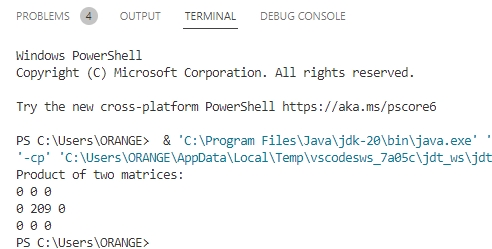 PROBLEMS 4 OUTPUT TERMINAL DEBUG CONSOLE
Windows PowerShell
Copyright (C) Microsoft Corporation. All rights reserved.
Try the new cross-platform PowerShell https://aka.ms/pscore6
PS C:\Users\ORANGE>  & 'C:\Program Files\Java\jdk-20\bin\java.exe' '
'-cp' 'C:\Users\ORANGE\AppData\Local\Temp\vscodesws_7a05c\jdt_ws\jdt
Product of two matrices:
0 0 0
0 209 0
0 0 0
PS C:\Users\ORANGE>